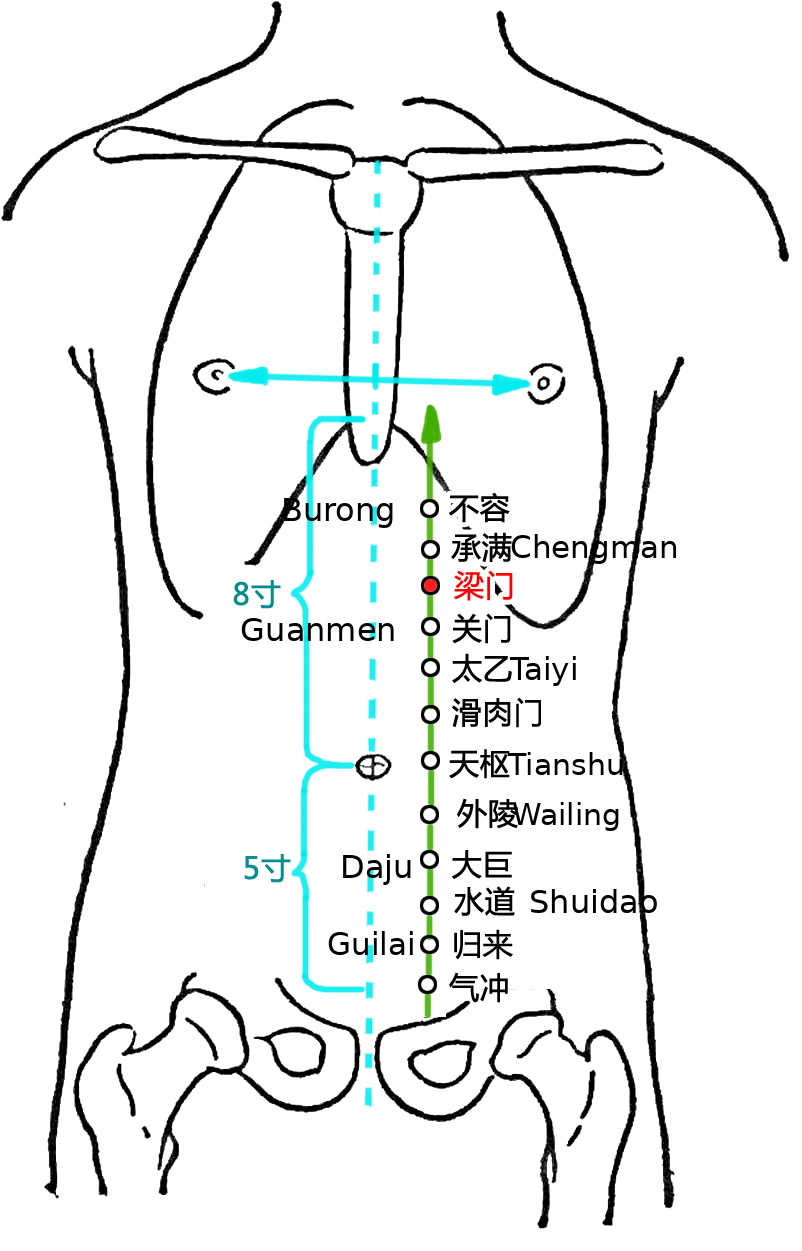 Burong 不容
承满Chengman
梁门
8寸
Guanmen 关门
太乙Taiyi
滑肉门
天枢Tianshu
外陵Wailing
5寸
Daju 大巨
水道 Shuidao
Guilai 归来
气冲